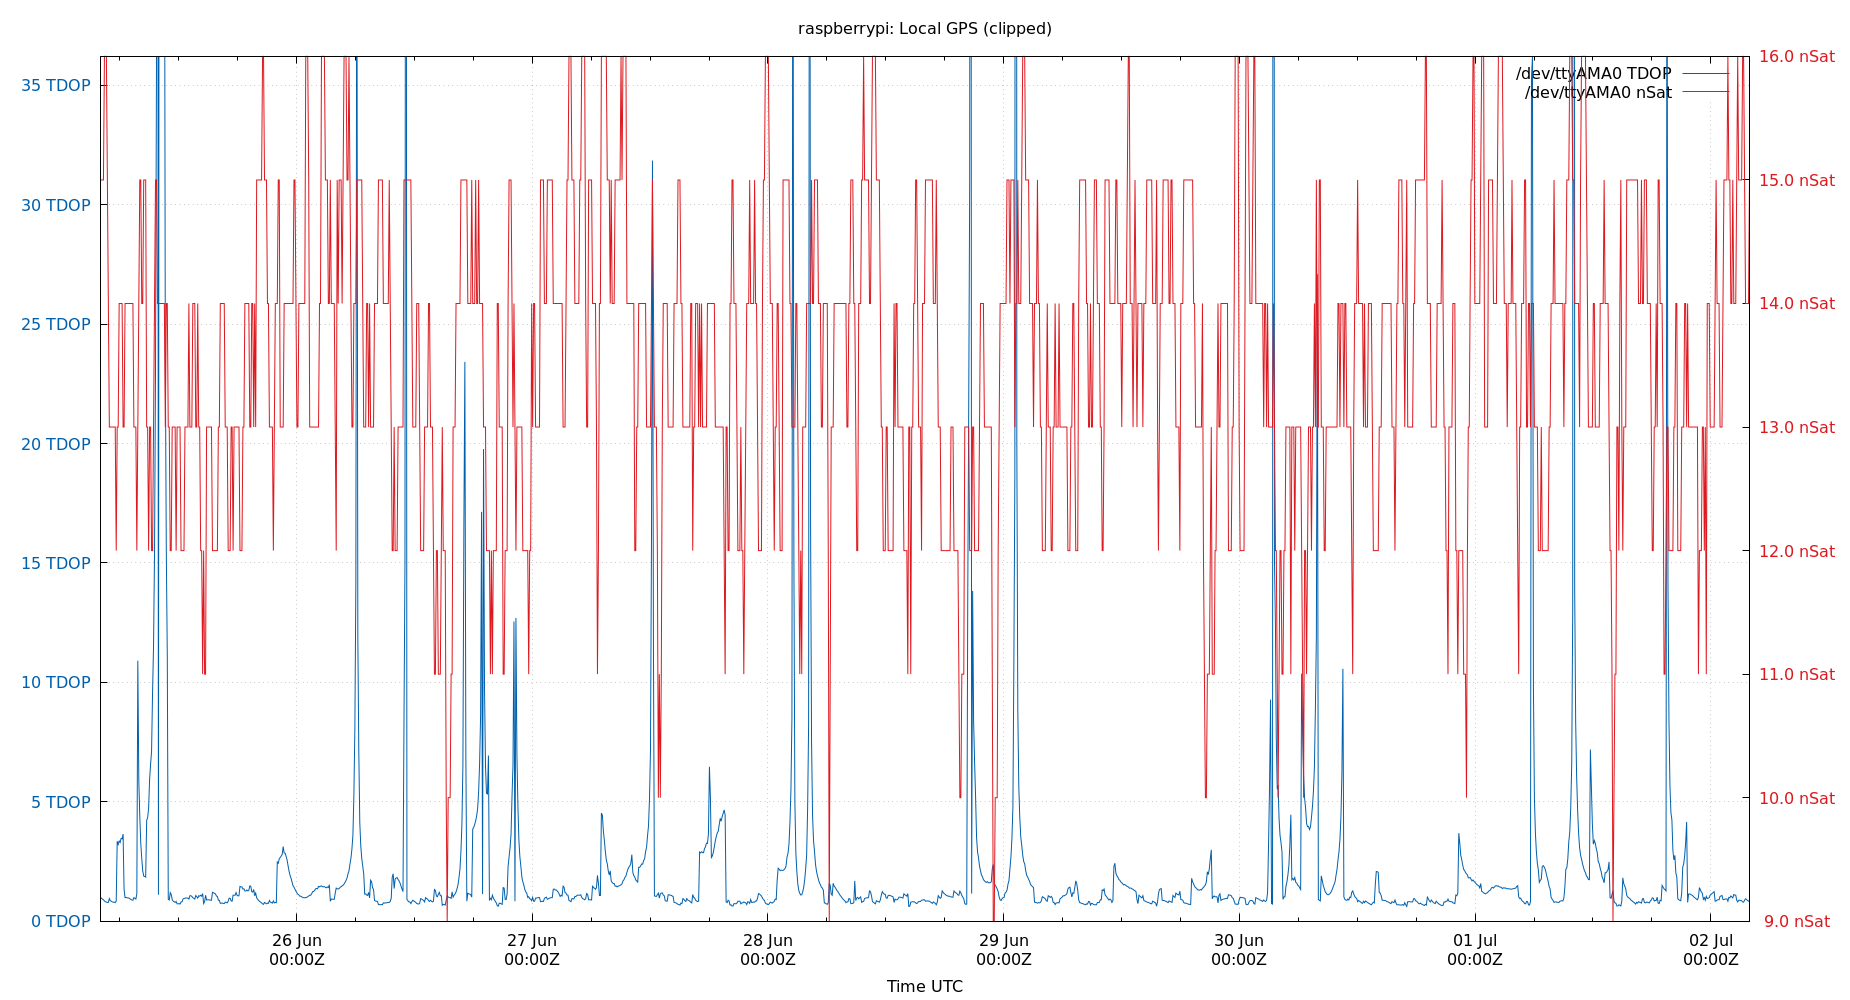 raspberrypi: Local GPS (clipped)
/dev/ttyAMA0 TDOP
/dev/ttyAMA0 nSat
35 TDOP
30 TDOP
25 TDOP
20 TDOP
15 TDOP
10 TDOP
5 TDOP
0 TDOP
16.0 nSat
15.0 nSat
14.0 nSat
13.0 nSat
12.0 nSat
11.0 nSat
10.0 nSat
9.0 nSat
26 Jun
00:00Z
27 Jun
00:00Z
28 Jun
00:00Z
29 Jun
00:00Z
30 Jun
00:00Z
01 Jul
00:00Z
02 Jul
00:00Z
Time UTC